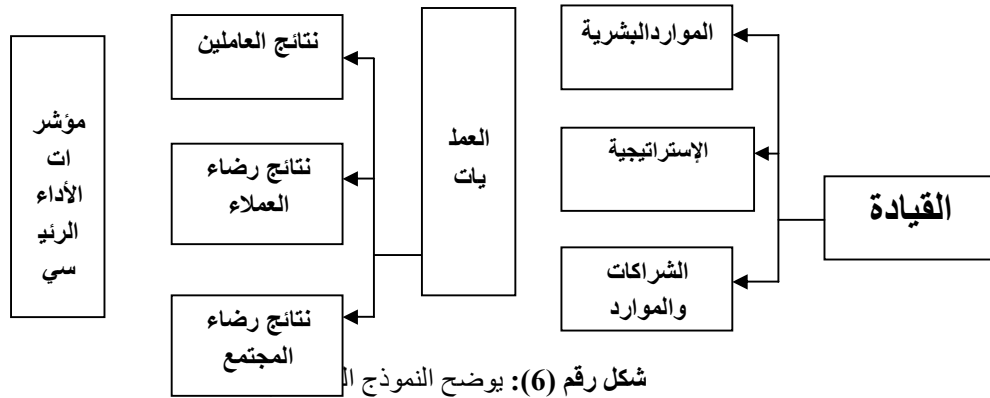 القيادة
المواردالبشرية
الإستراتيجية
الشراكات
والموارد
العمل
يات
نتائج العاملين
نتائج رضاء
العملاء
نتائج رضاء
المجتمع
مؤشر
ات
الأداء
الرئي
سي
شكل رقم (6): يوضح النموذج